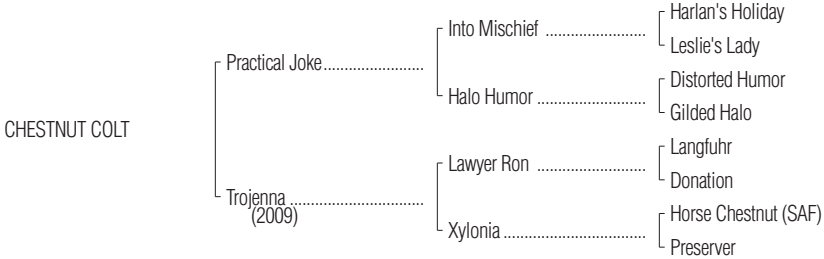 Harlan's Holiday
Into Mischief ........................
Leslie's Lady
Practical Joke........................
Distorted Humor
Halo Humor ..........................
Gilded Halo
CHESTNUT COLT
Langfuhr
Lawyer Ron ..........................
Donation
Trojenna ................................
(2009)
Horse Chestnut (SAF)
Xylonia ..................................
Preserver